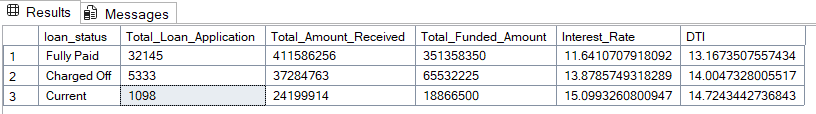 Results Messages
loan_status Total_Loan_Application Total_Amount_Received Total_Funded_Amount Interest_Rate DTI
1 Fully Paid 32145 411586256 351358350 11.6410707918092 13.1673507557434
2 Charged Off 5333 37284763 65532225 13.8785749318289 14.0047328005517
3 Current 1098 24199914 18866500 15.0993260800947 14.7243442736843